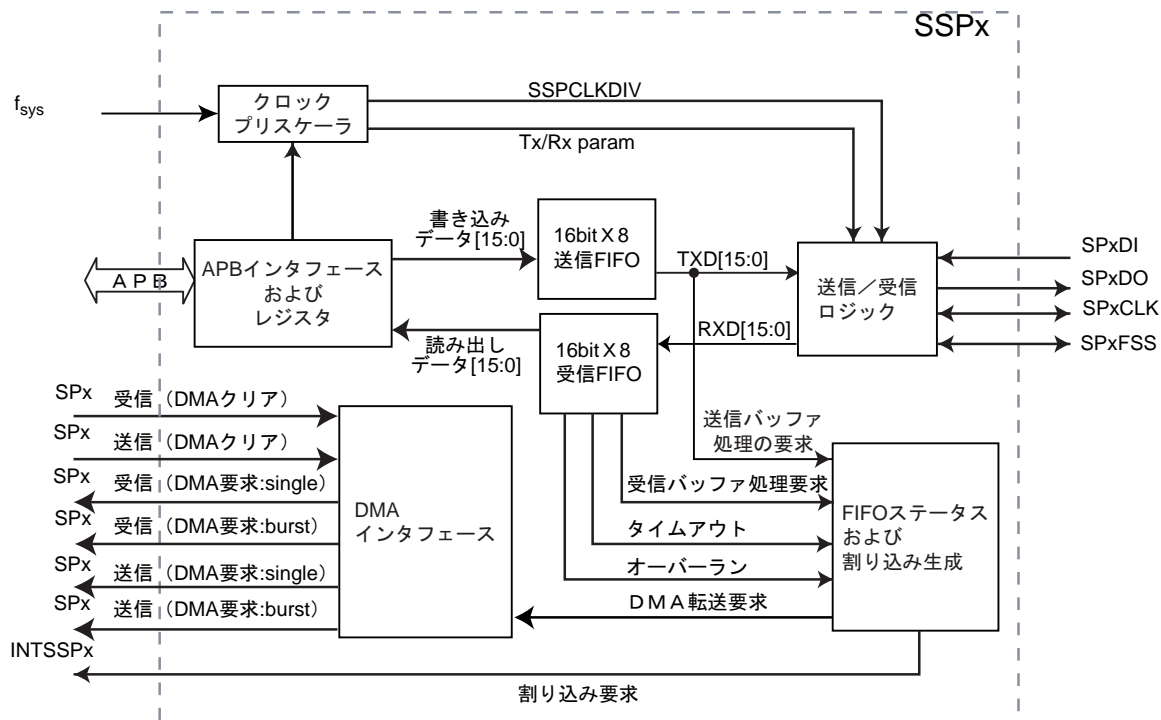 SSPx
fsys
クロック
プリスケーラ
SSPCLKDIV
Tx/Rx param
書き込み
データ[15:0]
16bit X 8
送信FIFO
TXD[15:0]
APB
APBインタフェース
および
レジスタ
送信／受信
ロジック
SPxDI
SPxDO
SPxCLK
SPxFSS
読み出し
データ[15:0]
16bit X 8
受信FIFO
RXD[15:0]
SPx 受信（DMAクリア）
SPx 送信（DMAクリア）
SPx 受信（DMA要求:single）
SPx 受信（DMA要求:burst）
SPx 送信（DMA要求:single）
SPx 送信（DMA要求:burst）
INTSSPx
DMA
インタフェース
送信バッファ
処理の要求
受信バッファ処理要求
タイムアウト
オーバーラン
DMA転送要求
FIFOステータス
および
割り込み生成
割り込み要求